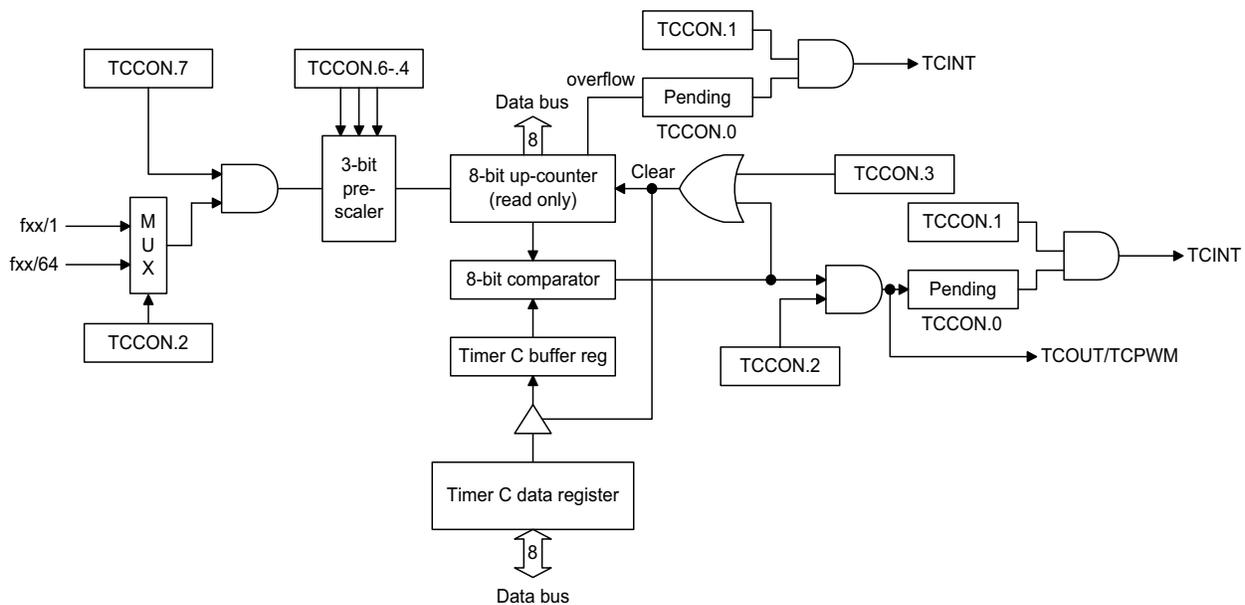 TCCON.1
TCCON.7
TCCON.6-.4
TCINT
overflow
Pending
Data bus
8
TCCON.0
3-bit
pre-
scaler
8-bit up-counter
(read only)
Clear
TCCON.3
M
U
X
fxx/1
fxx/64
TCCON.1
TCINT
8-bit comparator
Pending
TCCON.0
TCCON.2
Timer C buffer reg
TCCON.2
TCOUT/TCPWM
Timer C data register
8
Data bus